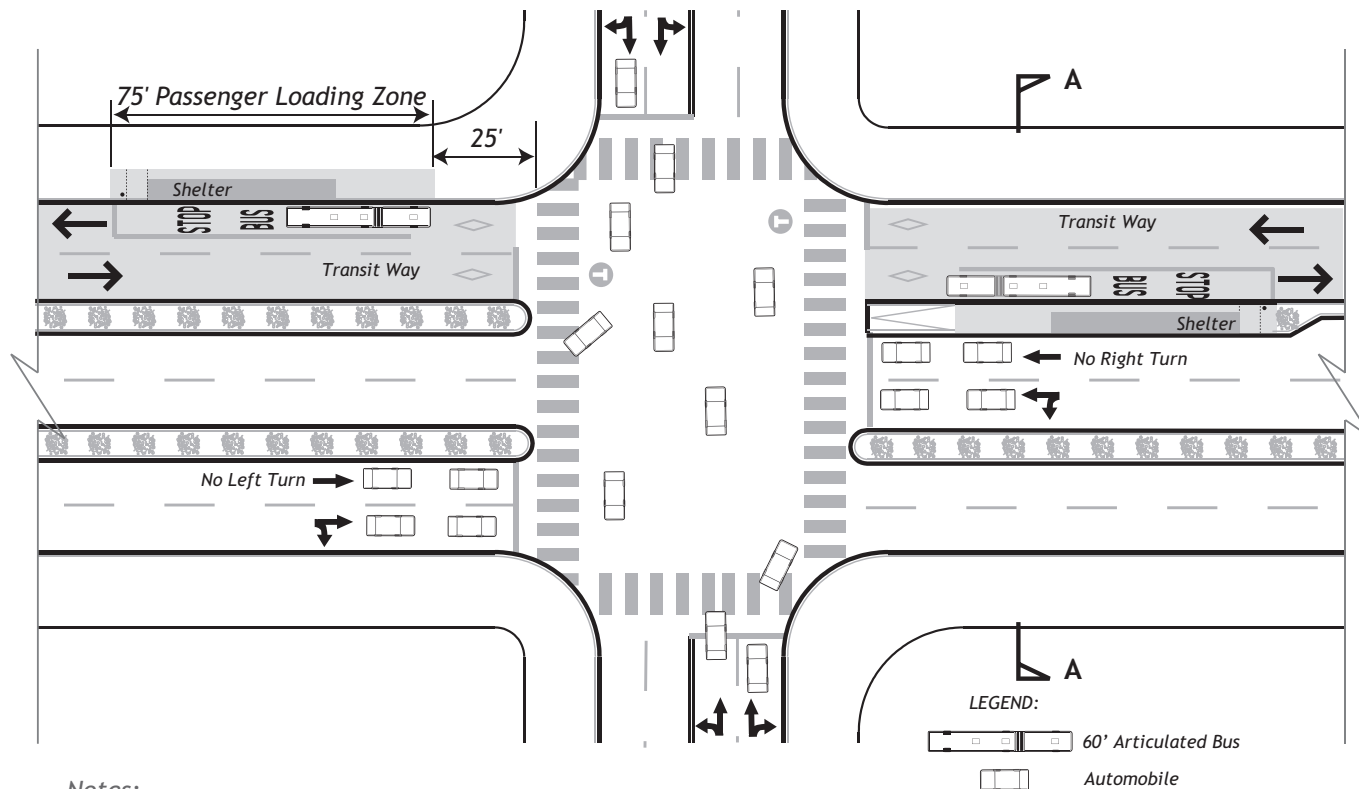 A
75' Passenger Loading Zone
25'
Shelter
STOP
BUS
Transit Way
T
Transit Way
T
BUS
STOP
Shelter
No Right Turn
No Left Turn
A
LEGEND:
60’ Articulated Bus
Automobile
Notes: